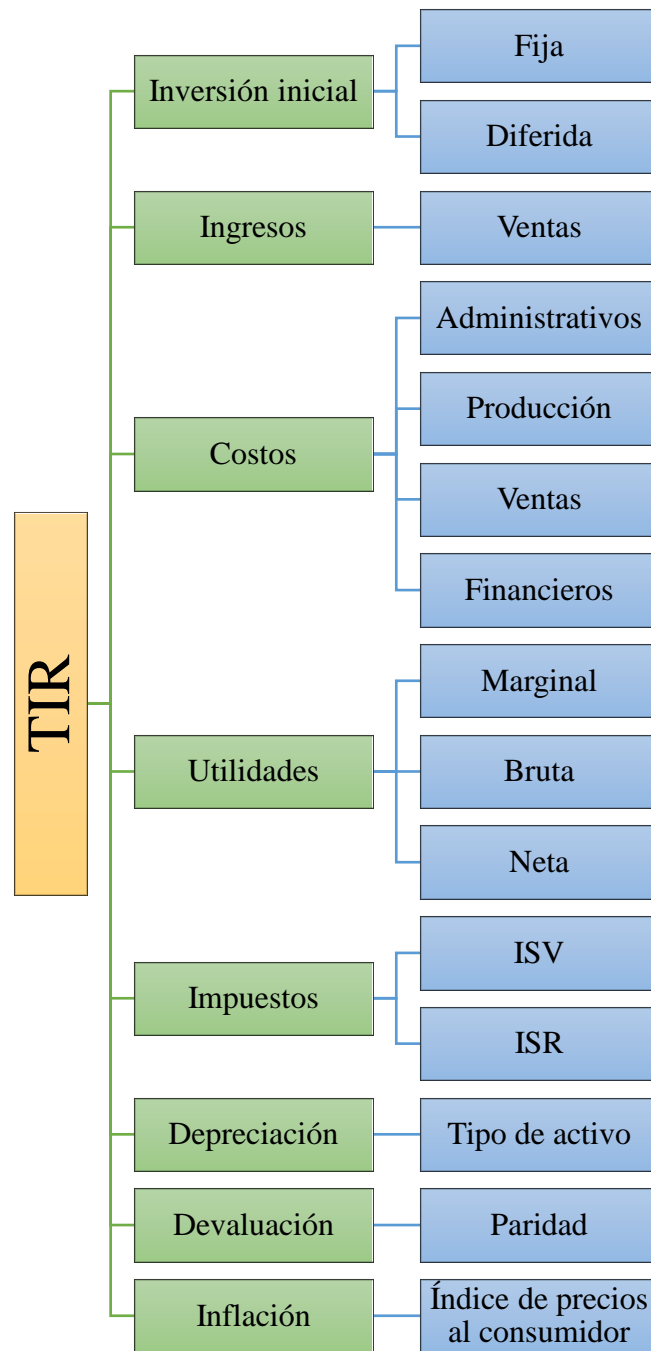 TIR
Inversión inicial
Fija
Diferida
Ingresos
Ventas
Costos
Administrativos
Producción
Ventas
Financieros
Utilidades
Marginal
Bruta
Neta
Impuestos
ISV
ISR
Depreciación
Tipo de activo
Devaluación
Paridad
Inflación
Índice de precios
al consumidor